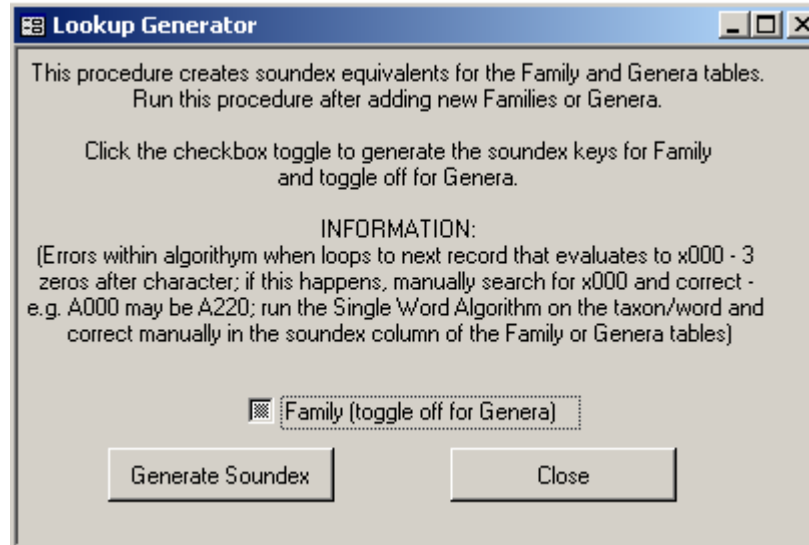 Lookup Generator
This procedure creates soundex equivalents for the Family and Genera tables.
Run this procedure after adding new Families or Genera.
Click the checkbox toggle to generate the soundex keys for Family
and toggle off for Genera.
INFORMATION:
(Errors within algorithym when loops to next record that evaluates to x000 - 3
zeros after character; if this happens, manually search for x000 and correct -
e.g. A000 may be A220; run the Single Word Algorithm on the taxon/word and
correct manually in the soundex column of the Family or Genera tables)
Family (toggle off for Genera)
Generate Soundex Close